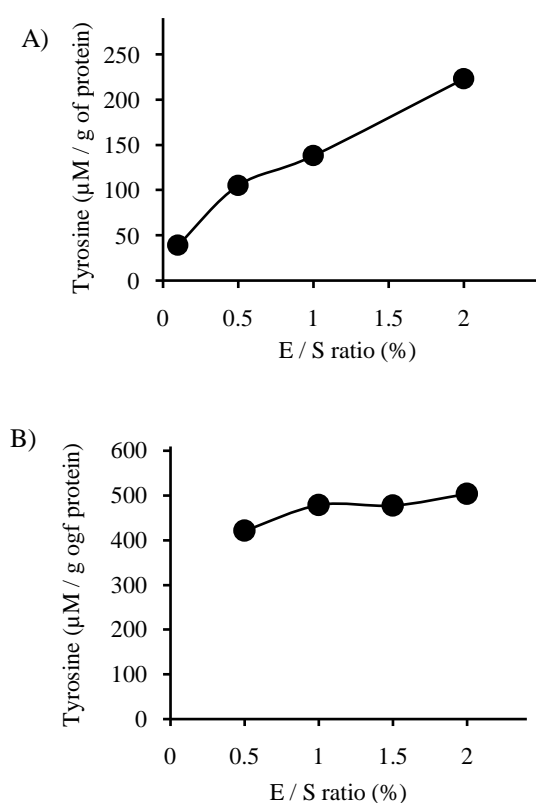 A)
Tyrosine (µM / g of protein)
250
200
150
100
50
0
0 0.5 1 1.5 2
E / S ratio (%)
B)
Tyrosine (µM / g ogf protein)
600
500
400
300
200
100
0
0 0.5 1 1.5 2
E / S ratio (%)